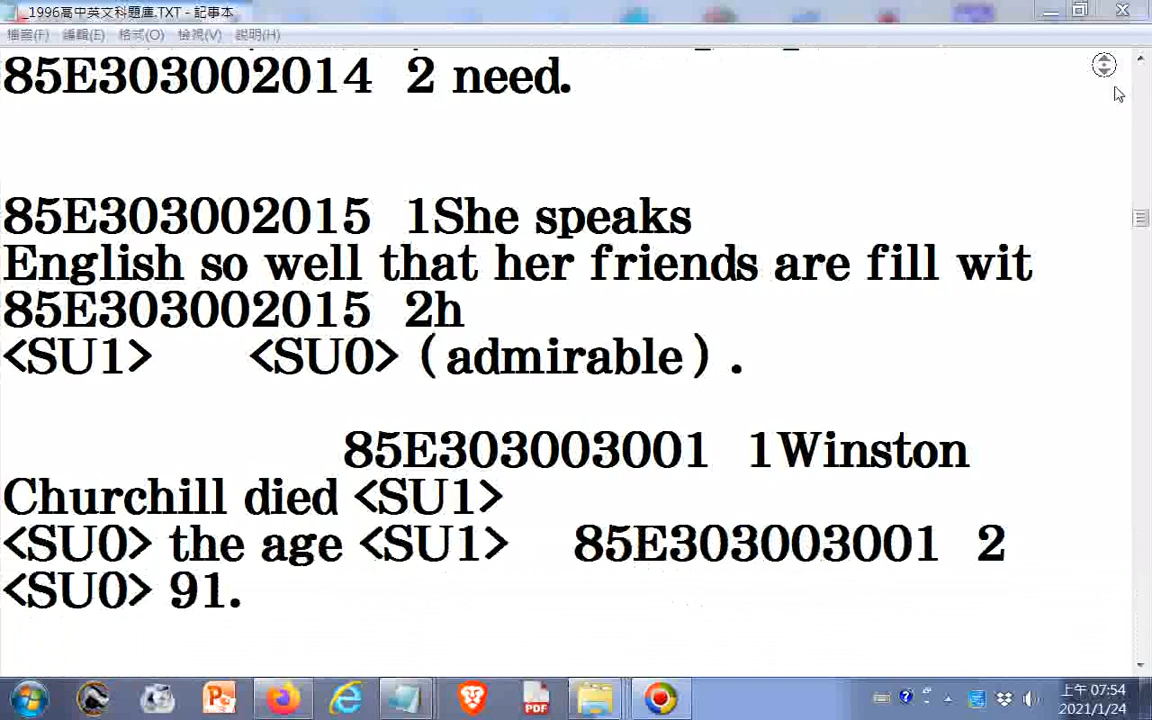 _1996高中英文科題庫.TXT - 記事本
檔案(F) 編輯(E) 格式(O) 檢視(V) 說明(H)
85E303002014 2 need.
85E303002015 1She speaks
English so well that her friends are fill wit
85E303002015 2h
<SU1> <SU0> (admirable) .
85E303003001 1Winston
Churchill died <SU1>
<SU0> the age <SU1> 85E303003001 2
<SU0> 91.
PDF
上午 07:54
2021/1/24